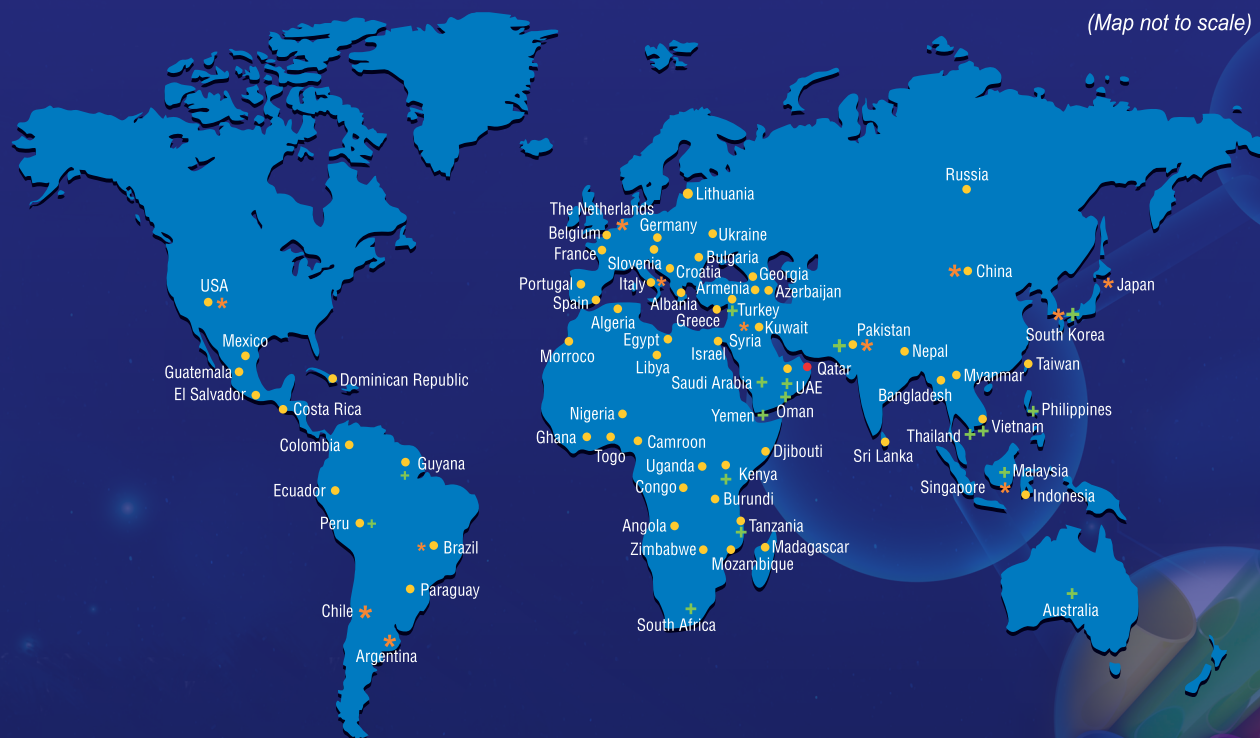 (Map not to scale)
Russia
Lithuania
The Netherlands
Germany
Belgium
Ukraine
France
Slovenia
Bulgaria
Croatia
China
Georgia
USA
Portugal
Italy
Armenia
Azerbaijan
Japan
Spain
Albania
Turkey
Greece
Algeria
Kuwait
Pakistan
South Korea
Mexico
Egypt
Syria
Israel
Nepal
Morroco
Libya
Taiwan
Guatemala
Qatar
Myanmar
Dominican Republic
Saudi Arabia
UAE
El Salvador
Bangladesh
Costa Rica
Nigeria
Yemen
Oman
Philippines
Vietnam
Ghana
Camroon
Thailand
Colombia
Togo
Djibouti
Sri Lanka
Guyana
Uganda
Kenya
Malaysia
Ecuador
Congo
Singapore
Burundi
Indonesia
Peru
Angola
Tanzania
Brazil
Zimbabwe
Madagascar
Mozambique
Paraguay
Chile
Australia
South Africa
Argentina